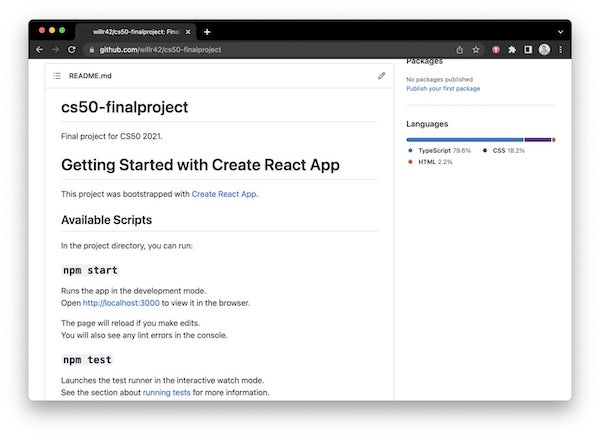 willr42/cs50-finalproject: Final
github.com/willr42/cs50-finalproject
README.md
cs50-finalproject
Final project for CS50 2021.
Getting Started with Create React App
This project was bootstrapped with Create React App.
Available Scripts
In the project directory, you can run:
npm start
Runs the app in the development mode.
Open http://localhost:3000 to view it in the browser.
The page will reload if you make edits.
You will also see any lint errors in the console.
npm test
Launches the test runner in the interactive watch mode.
See the section about running tests for more information.
Packages
No packages published
Publish your first package
Languages
TypeScript 79.6%
CSS 18.2%
HTML 2.2%